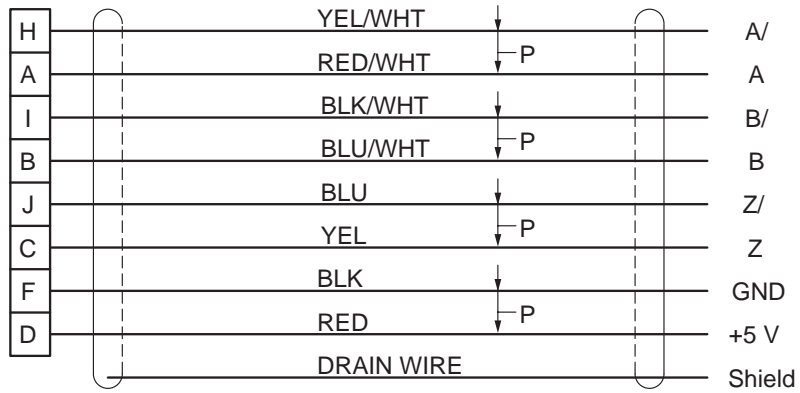 H YEL/WHT A/
P
A RED/WHT A
I BLK/WHT B/
P
B BLU/WHT B
J BLU Z/
P
C YEL Z
F BLK GND
P
D RED +5 V
DRAIN WIRE Shield